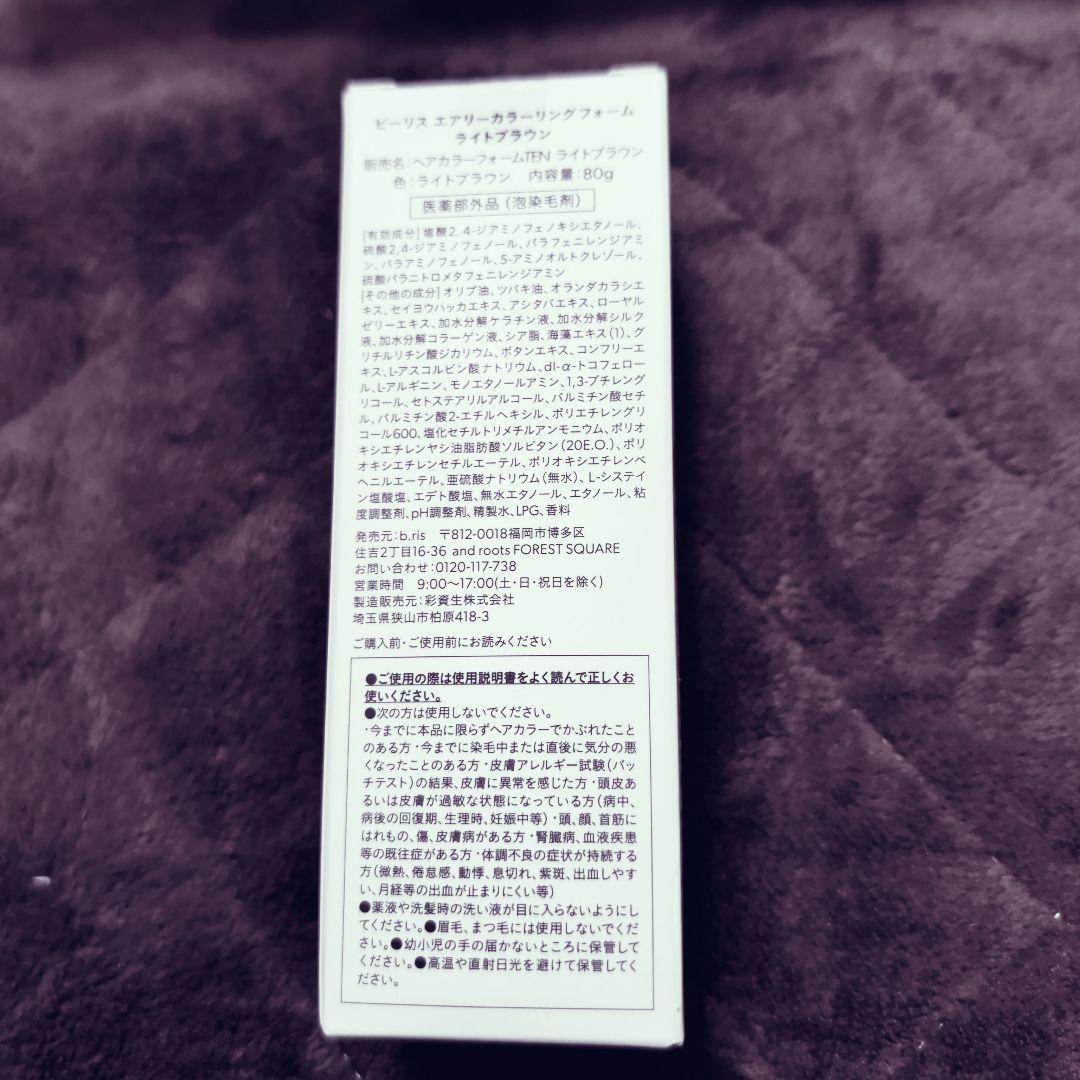 ビーリス エアリーカラーリングフォーム
ライトブラウン
販売名:ヘアカラーフォームTEN ライトブラウン
色:ライトブラウン 内容量:80g
医薬部外品(泡染毛剤)
[有効成分]塩酸2,4-ジアミノフェノキシエタノール、
硫酸2,4-ジアミノフェノール、パラフェニレンジアミ
ン、パラアミノフェノール、5-アミノオルトクレゾール、
硫酸パラニトロメタフェニレンジアミン
[その他の成分]オリブ油、ツバキ油、オランダカラシエ
キス、セイヨウハッカエキス、アシタバエキス、ローヤル
ゼリーエキス、加水分解ケラチン液、加水分解シルク
液、加水分解コラーゲン液、シア脂、海藻エキス(1)、グ
リチルリチン酸ジカリウム、ボタンエキス、コンフリーエ
キス、L-アスコルビン酸ナトリウム、dl-α-トコフェロー
ル、L-アルギニン、モノエタノールアミン、1,3-ブチレング
リコール、セトステアリルアルコール、パルミチン酸セチ
ル、パルミチン酸2-エチルヘキシル、ポリエチレングリ
コール600、塩化セチルトリメチルアンモニウム、ポリオ
キシエチレンヤシ油脂肪酸ソルビタン(20E.O.)、ポリ
オキシエチレンセチルエーテル、ポリオキシエチレンベ
ヘニルエーテル、亜硫酸ナトリウム(無水)、L-システイ
ン塩酸塩、エデト酸塩、無水エタノール、エタノール、粘
度調整剤、pH調整剤、精製水、LPG、香料
発売元:b.ris 〒812-0018福岡市博多区
住吉2丁目16-36 and roots FOREST SQUARE
お問い合わせ:0120-117-738
営業時間 9:00〜17:00(土・日・祝日を除く)
製造販売元:彩資生株式会社
埼玉県狭山市柏原418-3
ご購入前・ご使用前にお読みください
●ご使用の際は使用説明書をよく読んで正しくお
使いください。
●次の方は使用しないでください。
・今までに本品に限らずヘアカラーでかぶれたこと
のある方・今までに染毛中または直後に気分の悪
くなったことのある方・皮膚アレルギー試験(パッ
チテスト)の結果、皮膚に異常を感じた方・頭皮あ
るいは皮膚が過敏な状態になっている方(病中、
病後の回復期、生理時、妊娠中等)・頭、顔、首筋に
はれもの、傷、皮膚病がある方・腎臓病、血液疾患
等の既往症がある方・体調不良の症状が持続する
方(微熱、倦怠感、動悸、息切れ、紫斑、出血しやす
い、月経等の出血が止まりにくい等)
●薬液や洗髪時の洗い液が目に入らないようにし
てください。●眉毛、まつ毛には使用しないでくだ
さい。●幼小児の手の届かないところに保管して
ください。●高温や直射日光を避けて保管してく
ださい。